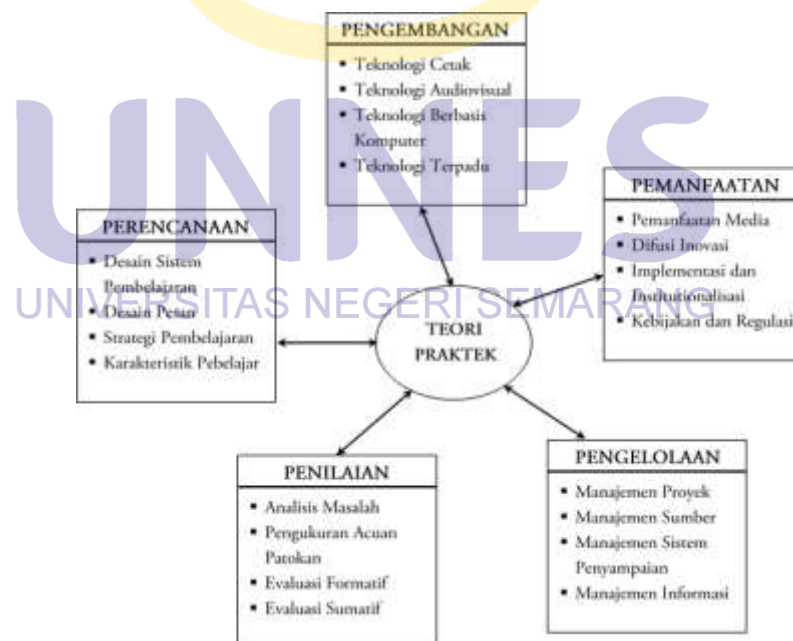 PENGEMBANGAN
▪ Teknologi Cetak
▪ Teknologi Audiovisual
▪ Teknologi Berbasis
Komputer
▪ Teknologi Terpadu
PEMANFAATAN
▪ Pemanfaatan Media
▪ Difusi Inovasi
▪ Implementasi dan
Institutionalisasi
▪ Kebijakan dan Regulasi
PERENCANAAN
▪ Desain Sistem
Pembelajaran
▪ Desain Pesan
▪ Strategi Pembelajaran
▪ Karakteristik Pebelajar
TEORI
PRAKTEK
PENILAIAN
▪ Analisis Masalah
▪ Pengukuran Acuan
Patokan
▪ Evaluasi Formatif
▪ Evaluasi Sumatif
PENGELOLAAN
▪ Manajemen Proyek
▪ Manajemen Sumber
▪ Manajemen Sistem
Penyampaian
▪ Manajemen Informasi
UNNES
UNIVERSITAS NEGERI SEMARANG